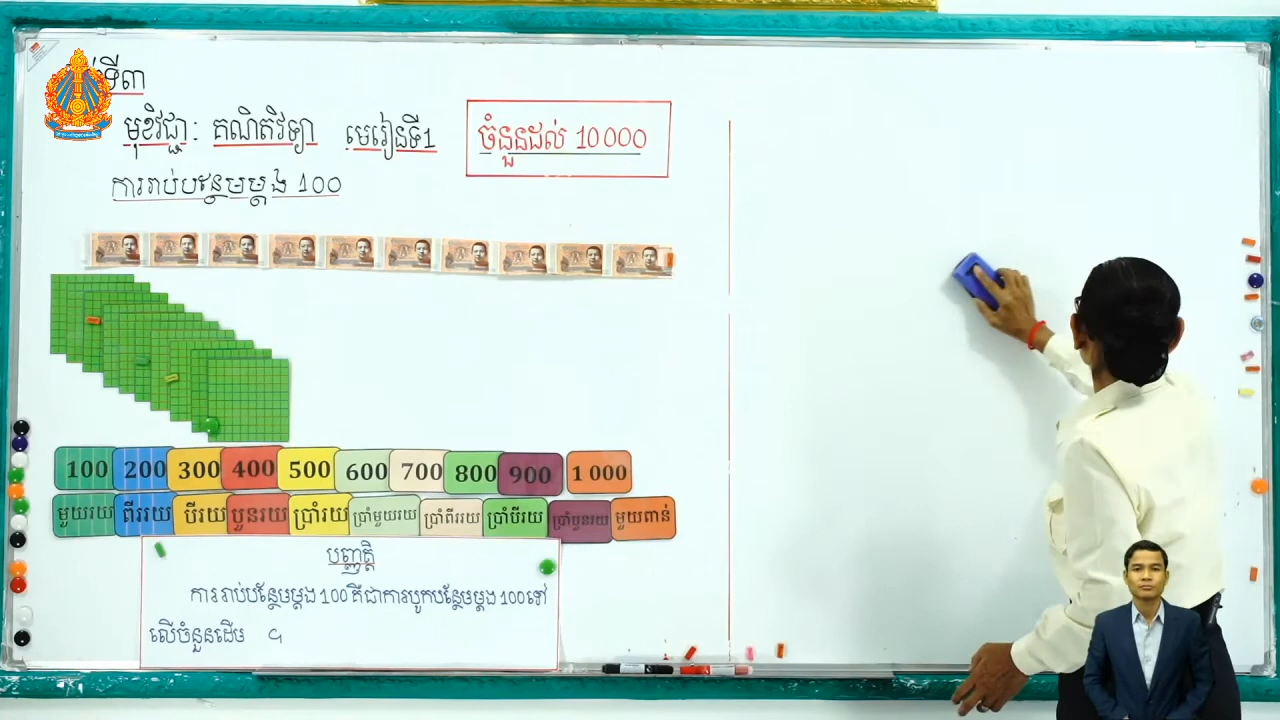 ទី៣
មុខវិជ្ជា: គណិតវិទ្យា មេរៀនទី1 ចំនួនដល់ 10000
ការរាប់បន្ថែមម្តង 100
100 200 300 400 500 600 700 800 900 1 000
មួយរយ ពីររយ បីរយ បួនរយ ប្រាំរយ ប្រាំមួយរយ ប្រាំពីររយ ប្រាំបីរយ ប្រាំបួនរយ មួយពាន់
បញ្ញត្តិ
ការរាប់បន្ថែមម្តង 100 គឺជាការបូកបន្ថែមម្តង 100 ទៅ
លើចំនួនដើម ។